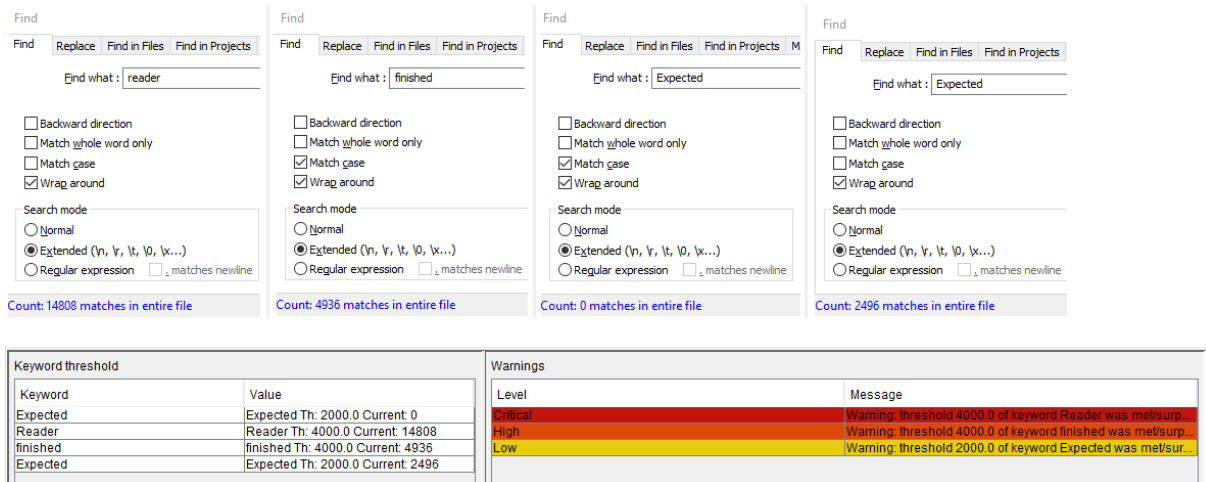 Find
Find Replace Find in Files Find in Projects
Find what : reader
Backward direction
Match whole word only
Match case
Wrap around
Search mode
Normal
Extended (\n, \r, \t, \0, \x...)
Regular expression . matches newline
Count: 14808 matches in entire file
Find
Find Replace Find in Files Find in Projects
Find what : finished
Backward direction
Match whole word only
Match case
Wrap around
Search mode
Normal
Extended (\n, \r, \t, \0, \x...)
Regular expression . matches newline
Count: 4936 matches in entire file
Find
Find Replace Find in Files Find in Projects M
Find what : Expected
Backward direction
Match whole word only
Match case
Wrap around
Search mode
Normal
Extended (\n, \r, \t, \0, \x...)
Regular expression . matches newline
Count: 0 matches in entire file
Find
Find Replace Find in Files Find in Projects
Find what : Expected
Backward direction
Match whole word only
Match case
Wrap around
Search mode
Normal
Extended (\n, \r, \t, \0, \x...)
Regular expression . matches newline
Count: 2496 matches in entire file
Keyword threshold
Keyword Value
Expected Expected Th: 2000.0 Current: 0
Reader Reader Th: 4000.0 Current: 14808
finished finished Th: 4000.0 Current: 4936
Expected Expected Th: 2000.0 Current: 2496
Warnings
Level Message
Critical Warning: threshold 4000.0 of keyword Reader was met/surp...
High Warning: threshold 4000.0 of keyword finished was met/surp...
Low Warning: threshold 2000.0 of keyword Expected was met/sur...